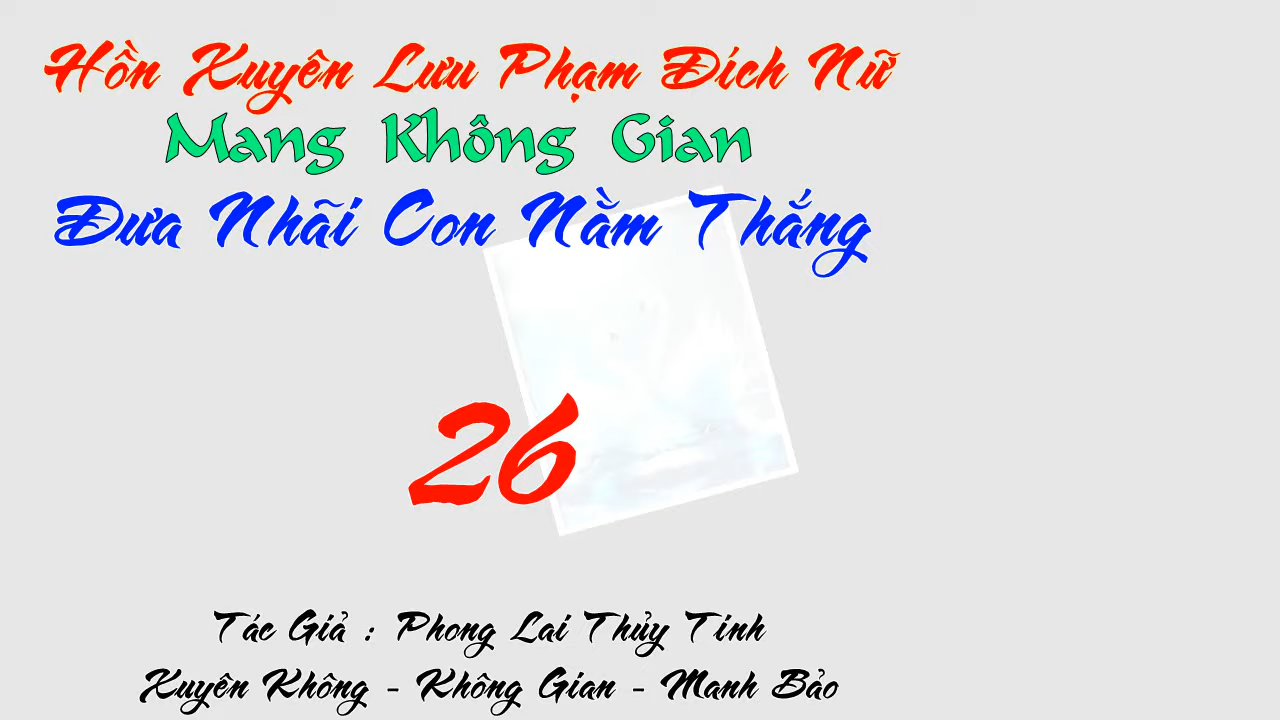 Hồn Xuyên Lưu Phạm Đích Nữ
Mang Không Gian
Đưa Nhãi Con Nằm Thắng
26
Tác Giả : Phong Lai Thủy Tinh
Xuyên Không - Không Gian - Manh Bảo